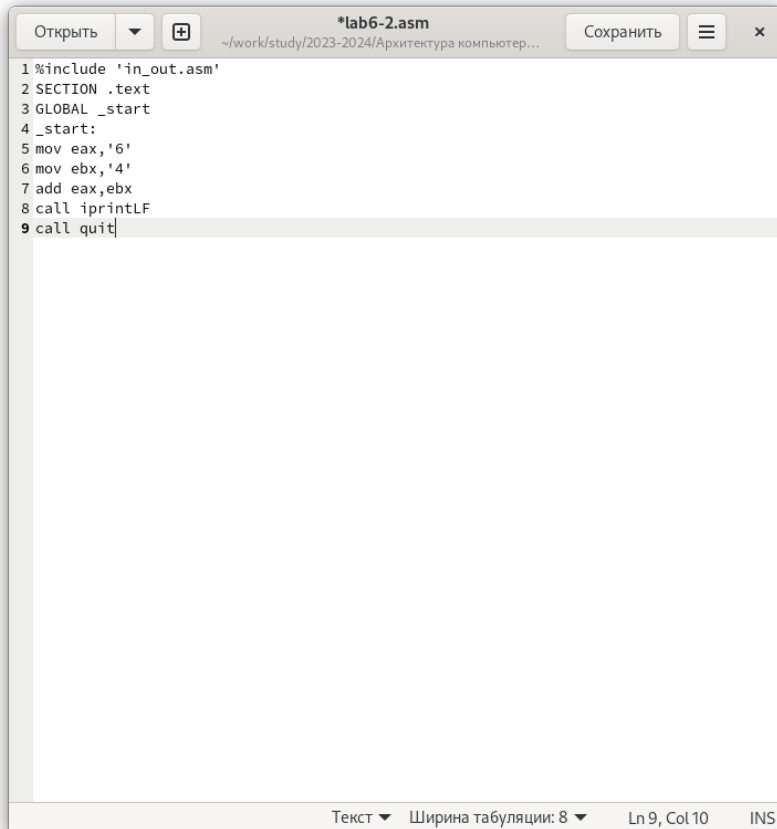 Открыть
*lab6-2.asm
~/work/study/2023-2024/Архитектура компьютер...
Сохранить
1 %include 'in_out.asm'
2 SECTION .text
3 GLOBAL _start
4 _start:
5 mov eax,'6'
6 mov ebx,'4'
7 add eax,ebx
8 call iprintLF
9 call quit
Текст Ширина табуляции: 8 Ln 9, Col 10 INS